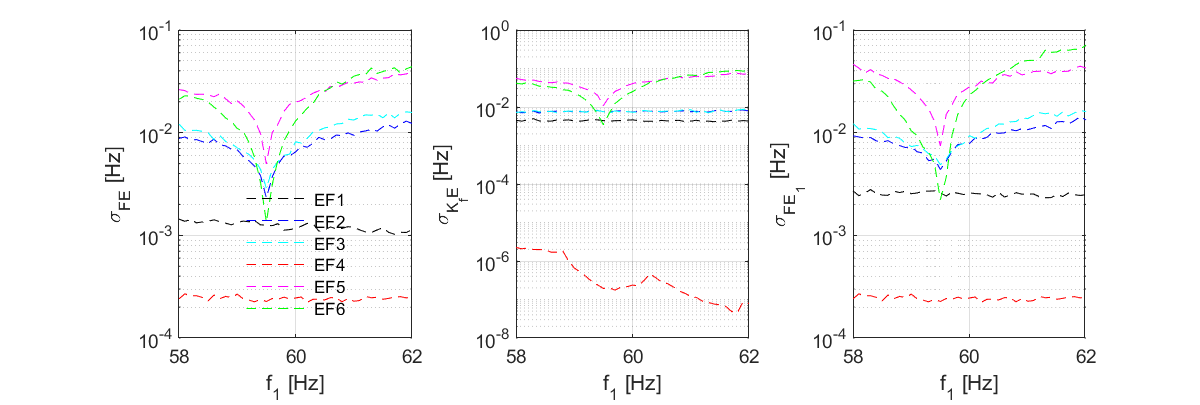 10^-1
10^-2
10^-3
10^-4
58
60
62
σ_FE [Hz]
f_1 [Hz]
EF1
EF2
EF3
EF4
EF5
EF6
10^0
10^-2
10^-4
10^-6
10^-8
58
60
62
σ_K_fE [Hz]
f_1 [Hz]
10^-1
10^-2
10^-3
10^-4
58
60
62
σ_FE_1 [Hz]
f_1 [Hz]